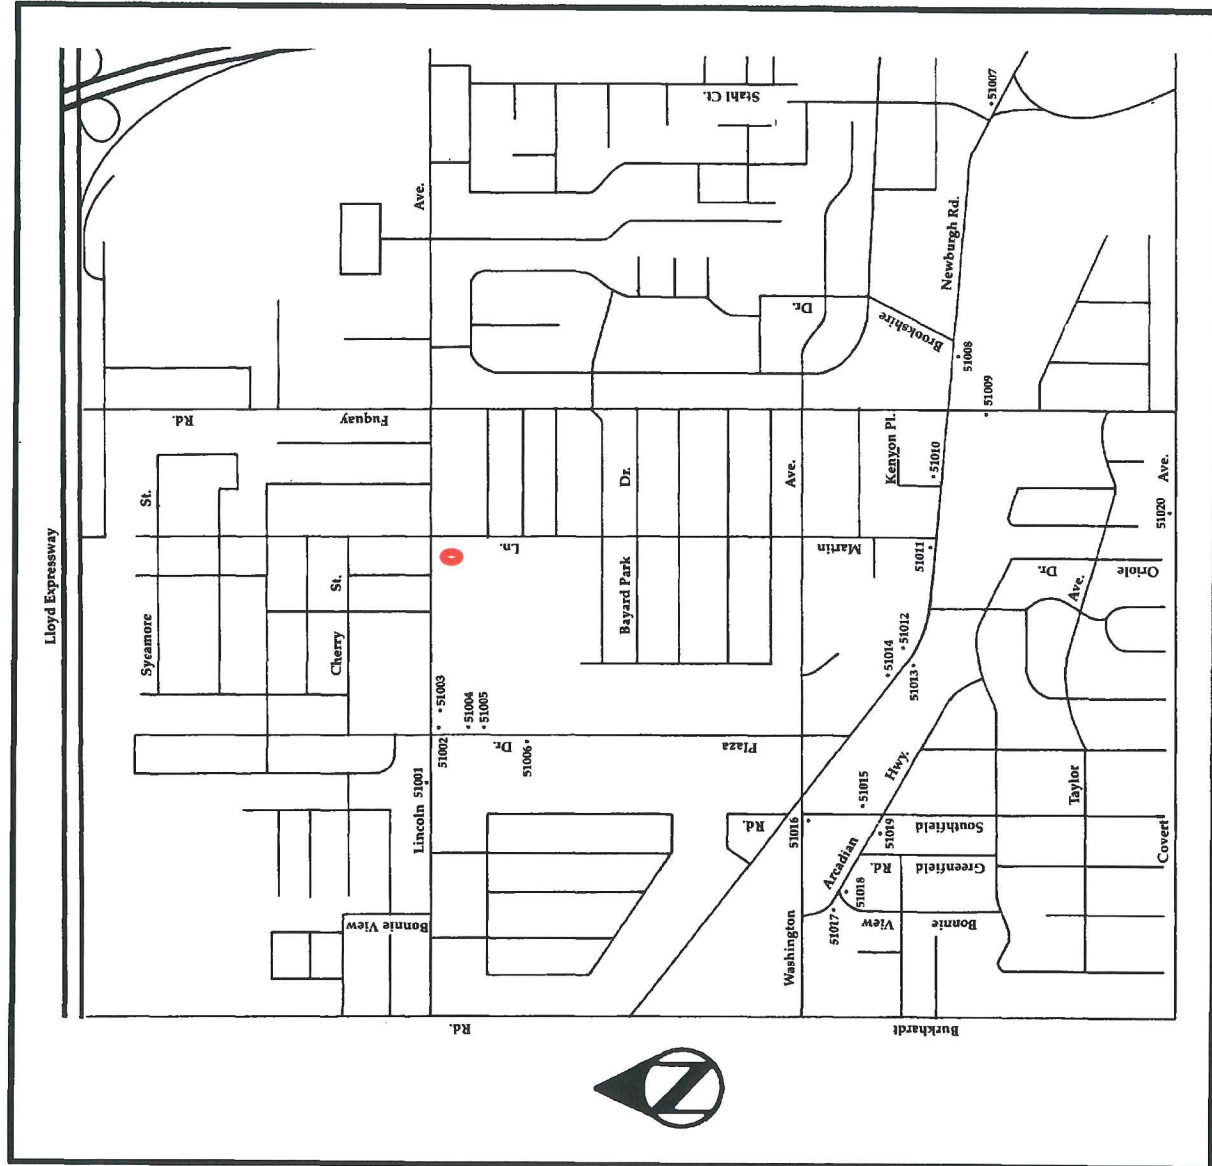 Lloyd Expressway
Sycamore St.
Fuquay Rd.
Cherry St.
Bonnie View
Lincoln Ave.
51001
51002
51003
51004
51005
51006
Burkhardt Rd.
Martin Ln.
Plaza Dr.
Bayard Park Dr.
Stahl Ct.
Southfield Rd.
Washington Ave.
Brookshire Dr.
51016
51017
Arcadian Hwy.
51018
51015
51019
Greenfield Rd.
Bonnie View
51014
51012
51013
Kenyon Pl.
51011
51010
Newburgh Rd.
51008
51009
51007
Oriole Dr.
Taylor Ave.
Covert Ave.
51020
N